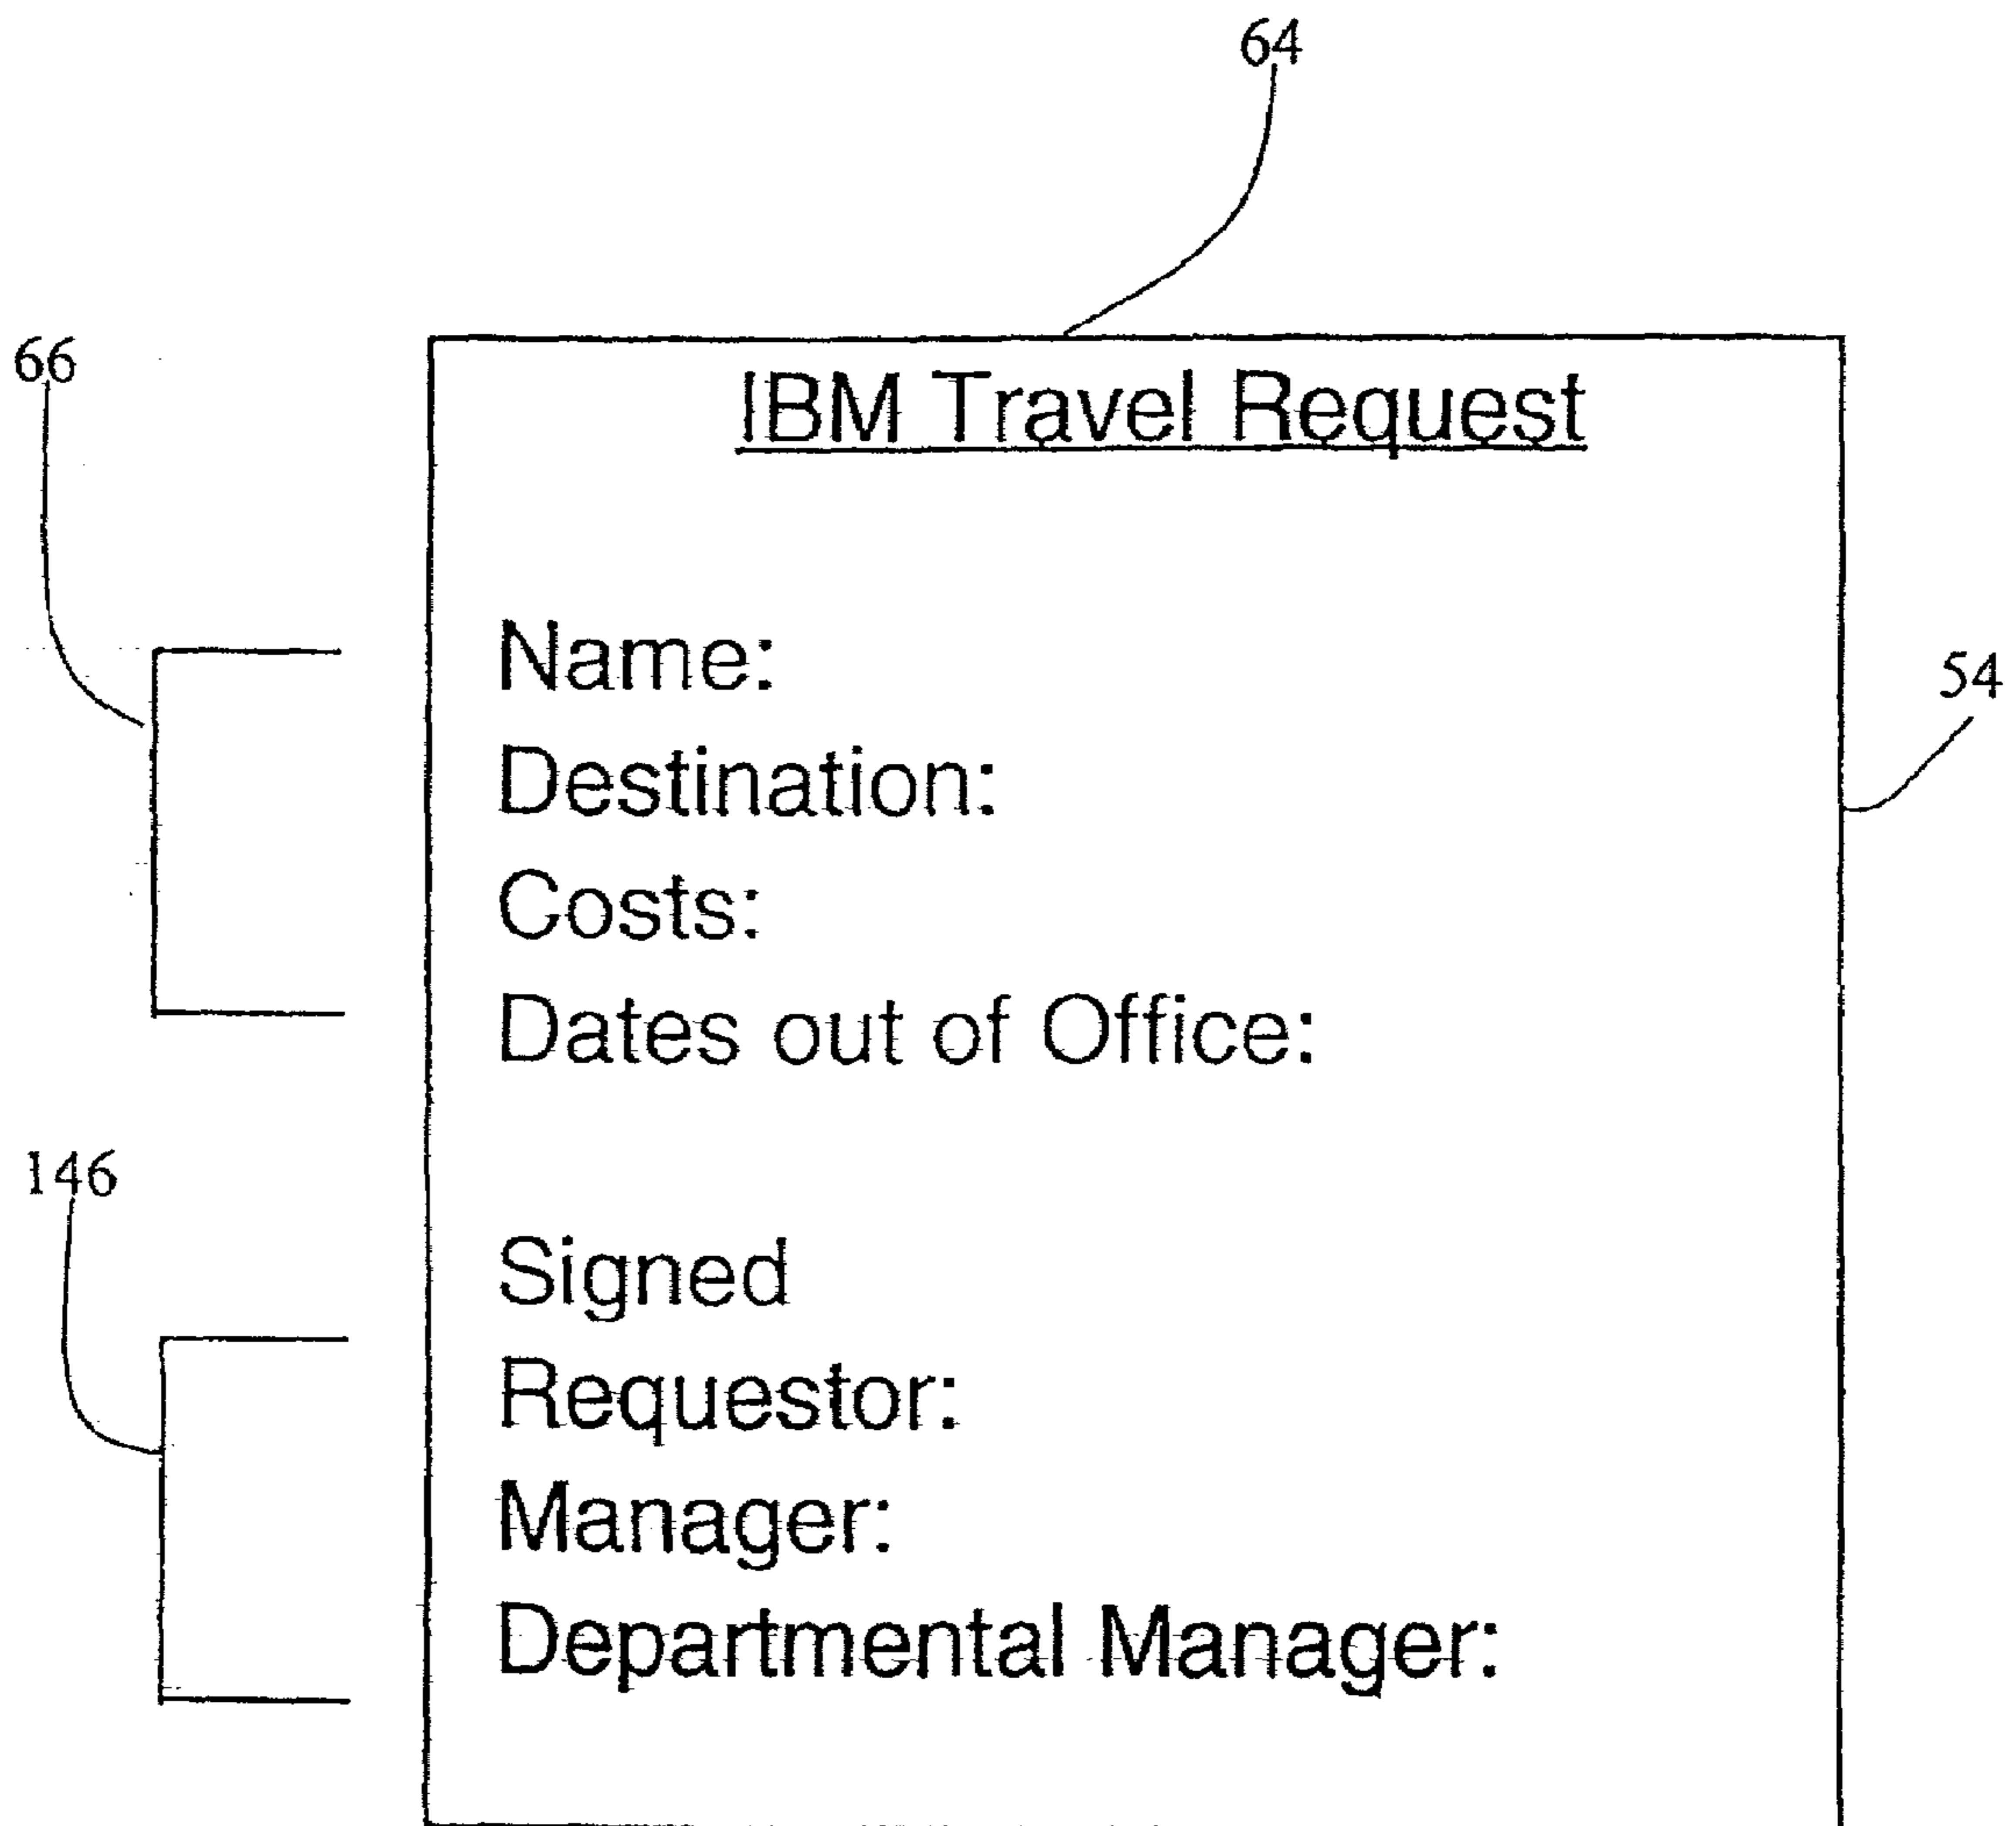 64
66
IBM Travel Request
Name:
54
Destination:
Costs:
Dates out of Office:
146
Signed
Requestor:
Manager:
Departmental Manager: